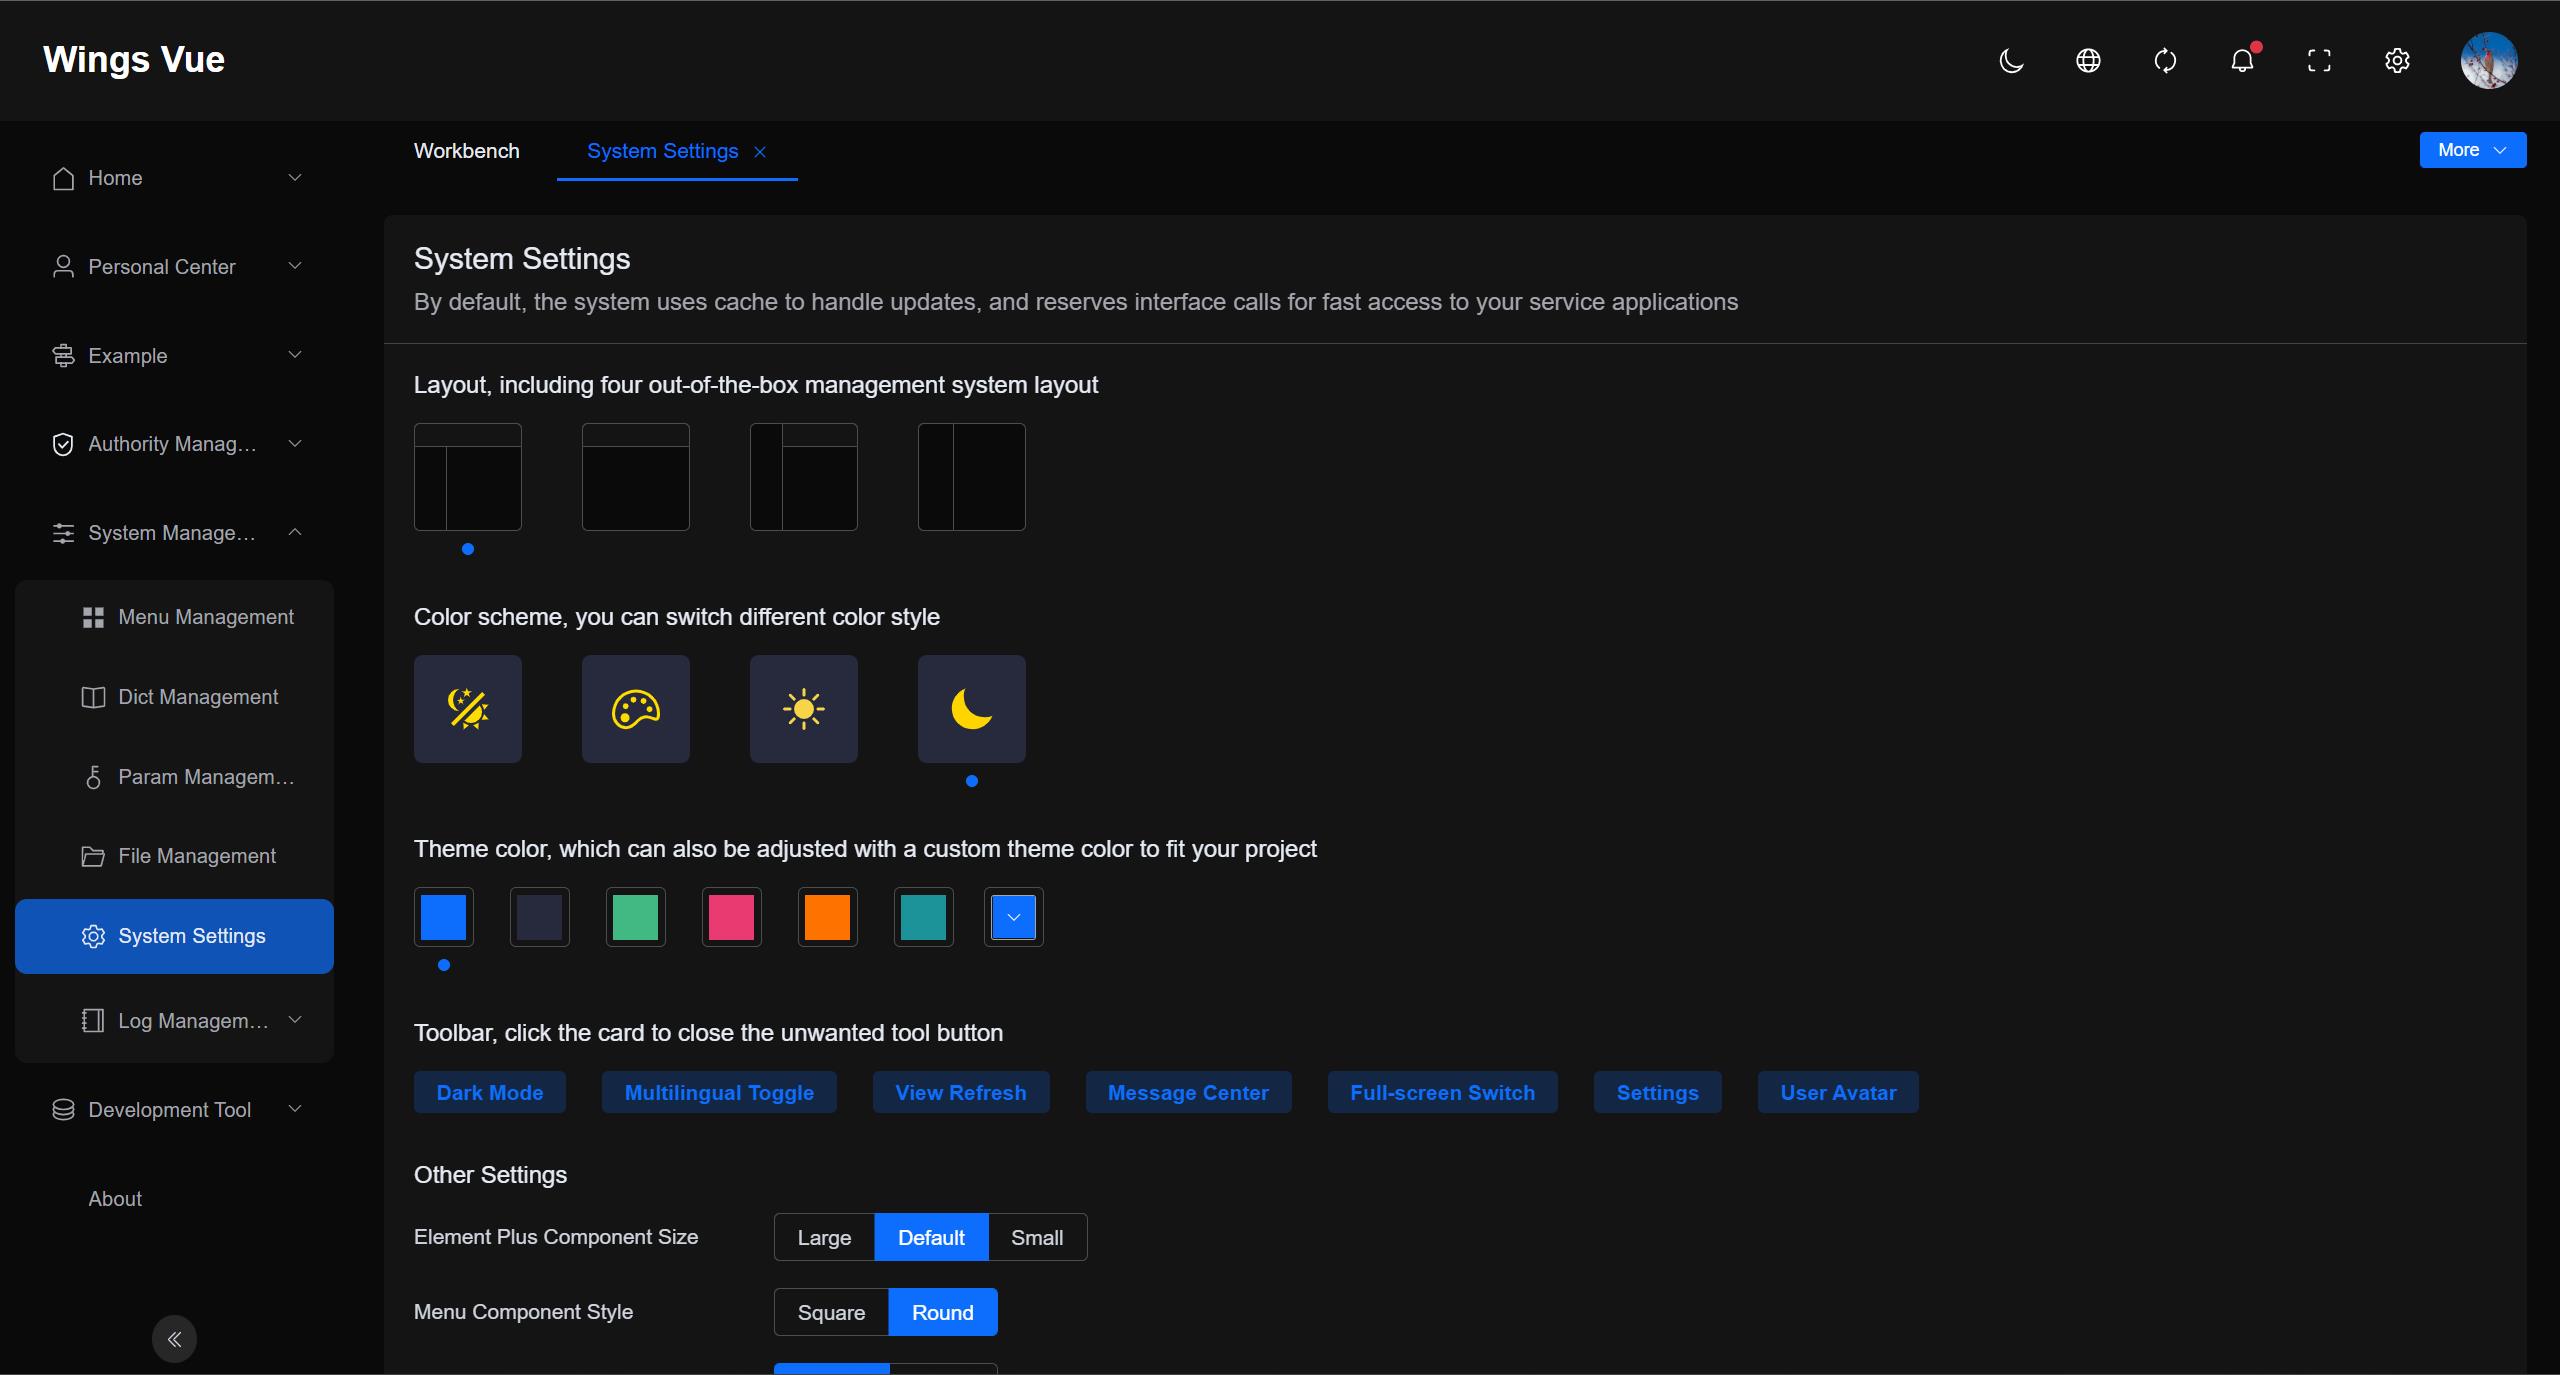 Wings Vue
Home
Personal Center
Example
Authority Manag...
System Manage...
Menu Management
Dict Management
Param Managem...
File Management
System Settings
Log Managem...
Development Tool
About
Workbench
System Settings
More
System Settings
By default, the system uses cache to handle updates, and reserves interface calls for fast access to your service applications
Layout, including four out-of-the-box management system layout
Color scheme, you can switch different color style
Theme color, which can also be adjusted with a custom theme color to fit your project
Toolbar, click the card to close the unwanted tool button
Dark Mode Multilingual Toggle View Refresh Message Center Full-screen Switch Settings User Avatar
Other Settings
Element Plus Component Size Large Default Small
Menu Component Style Square Round